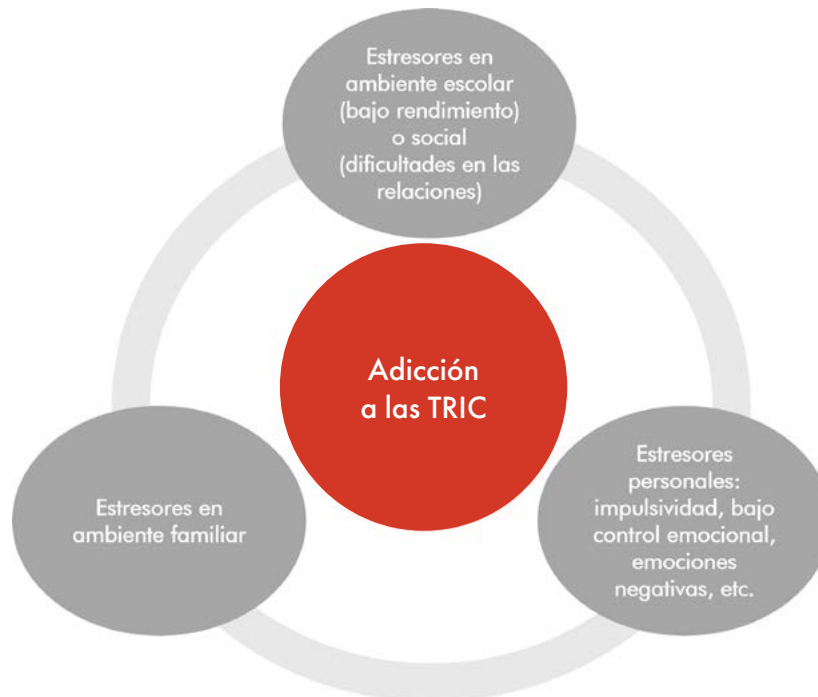 Estresores en
ambiente escolar
(bajo rendimiento)
o social
(dificultades en las
relaciones)
Adicción
a las TRIC
Estresores en
ambiente familiar
Estresores
personales:
impulsividad, bajo
control emocional,
emociones
negativas, etc.